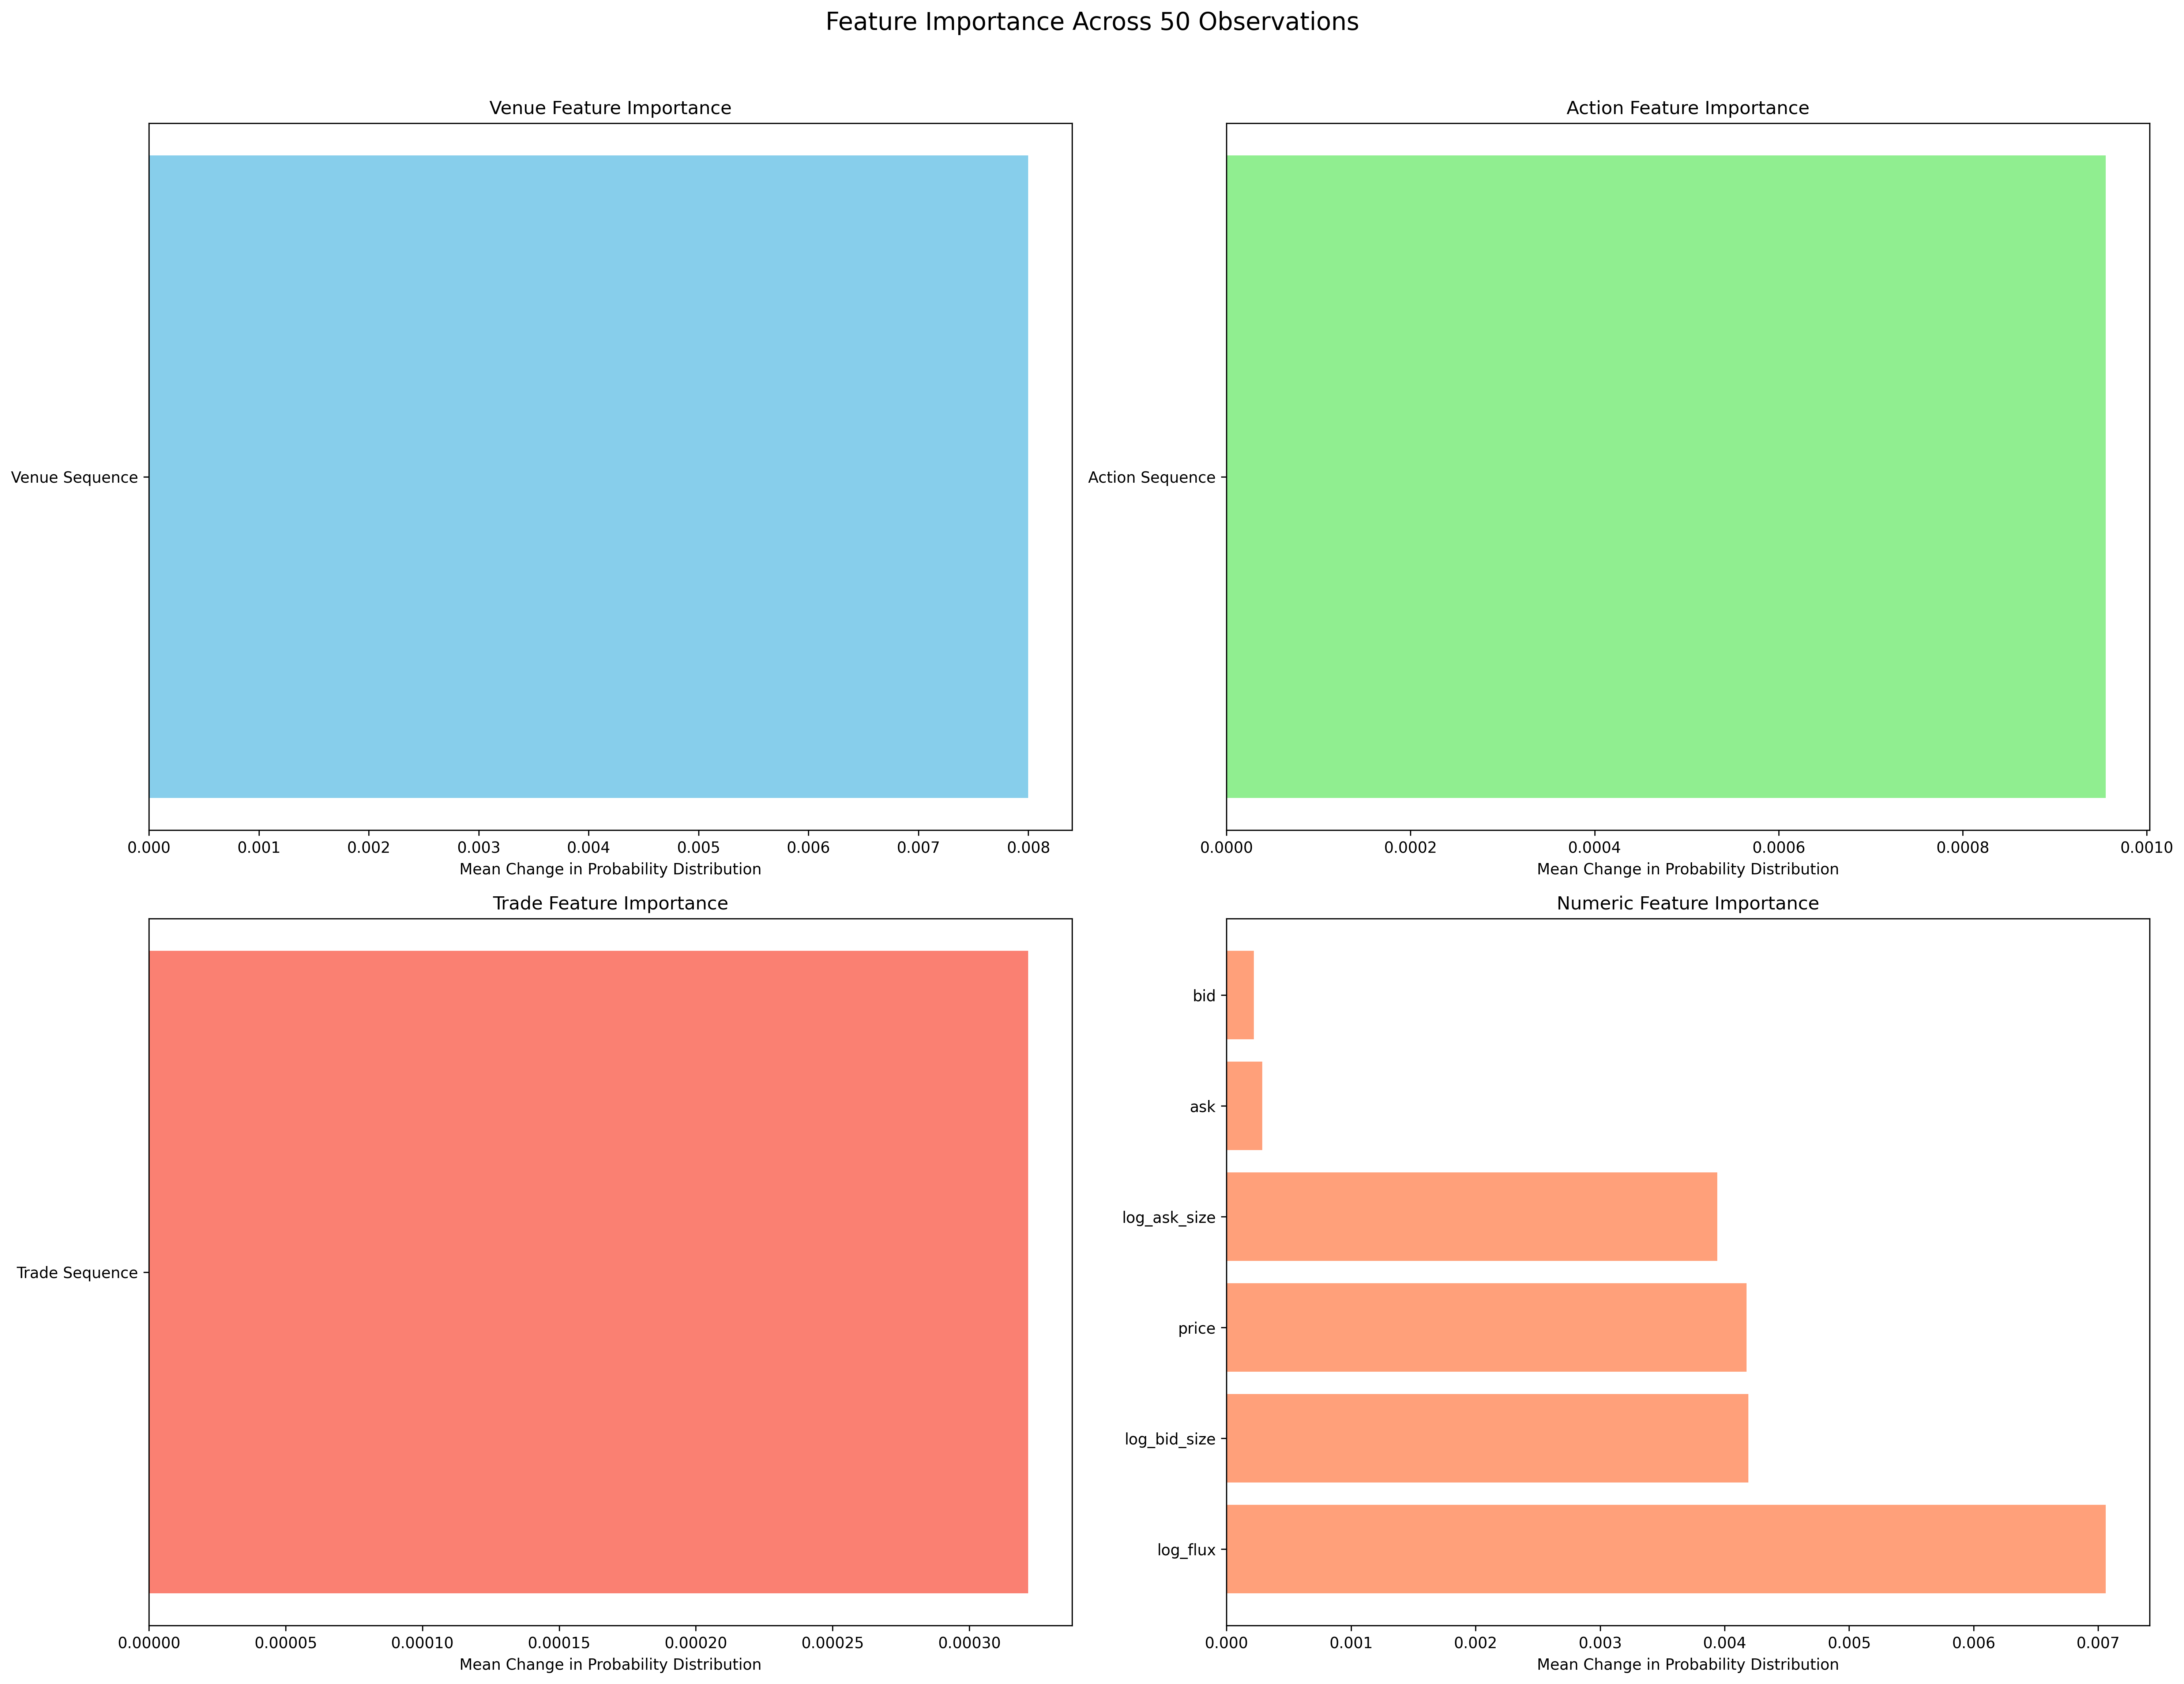 Feature Importance Across 50 Observations
Venue Feature Importance
Venue Sequence
0.000 0.001 0.002 0.003 0.004 0.005 0.006 0.007 0.008
Mean Change in Probability Distribution
Action Feature Importance
Action Sequence
0.0000 0.0002 0.0004 0.0006 0.0008 0.0010
Mean Change in Probability Distribution
Trade Feature Importance
Trade Sequence
0.00000 0.00005 0.00010 0.00015 0.00020 0.00025 0.00030
Mean Change in Probability Distribution
Numeric Feature Importance
bid
ask
log_ask_size
price
log_bid_size
log_flux
0.000 0.001 0.002 0.003 0.004 0.005 0.006 0.007
Mean Change in Probability Distribution